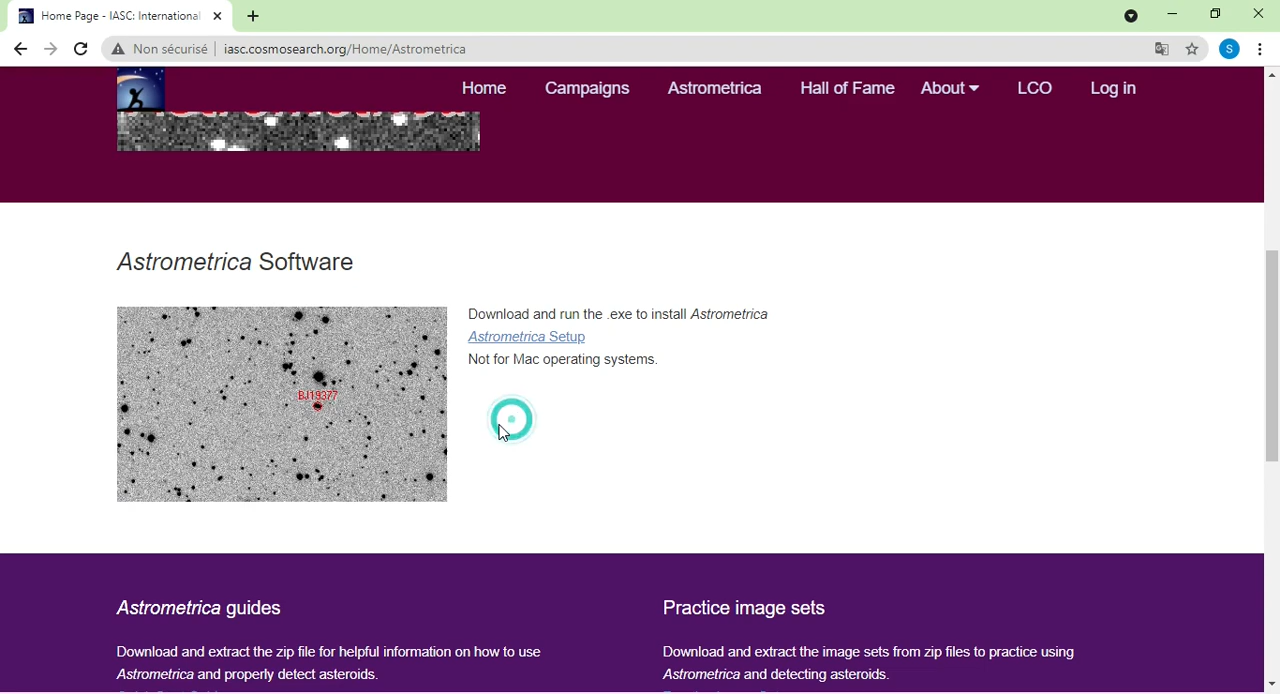 Home Page - IASC: International
Non sécurisé
iasc.cosmosearch.org/Home/Astrometrica
S
Home
Campaigns
Astrometrica
Hall of Fame
About
LCO
Log in
Astrometrica Software
BJ19377
Download and run the .exe to install Astrometrica
Astrometrica Setup
Not for Mac operating systems.
Astrometrica guides
Download and extract the zip file for helpful information on how to use
Astrometrica and properly detect asteroids.
Practice image sets
Download and extract the image sets from zip files to practice using
Astrometrica and detecting asteroids.